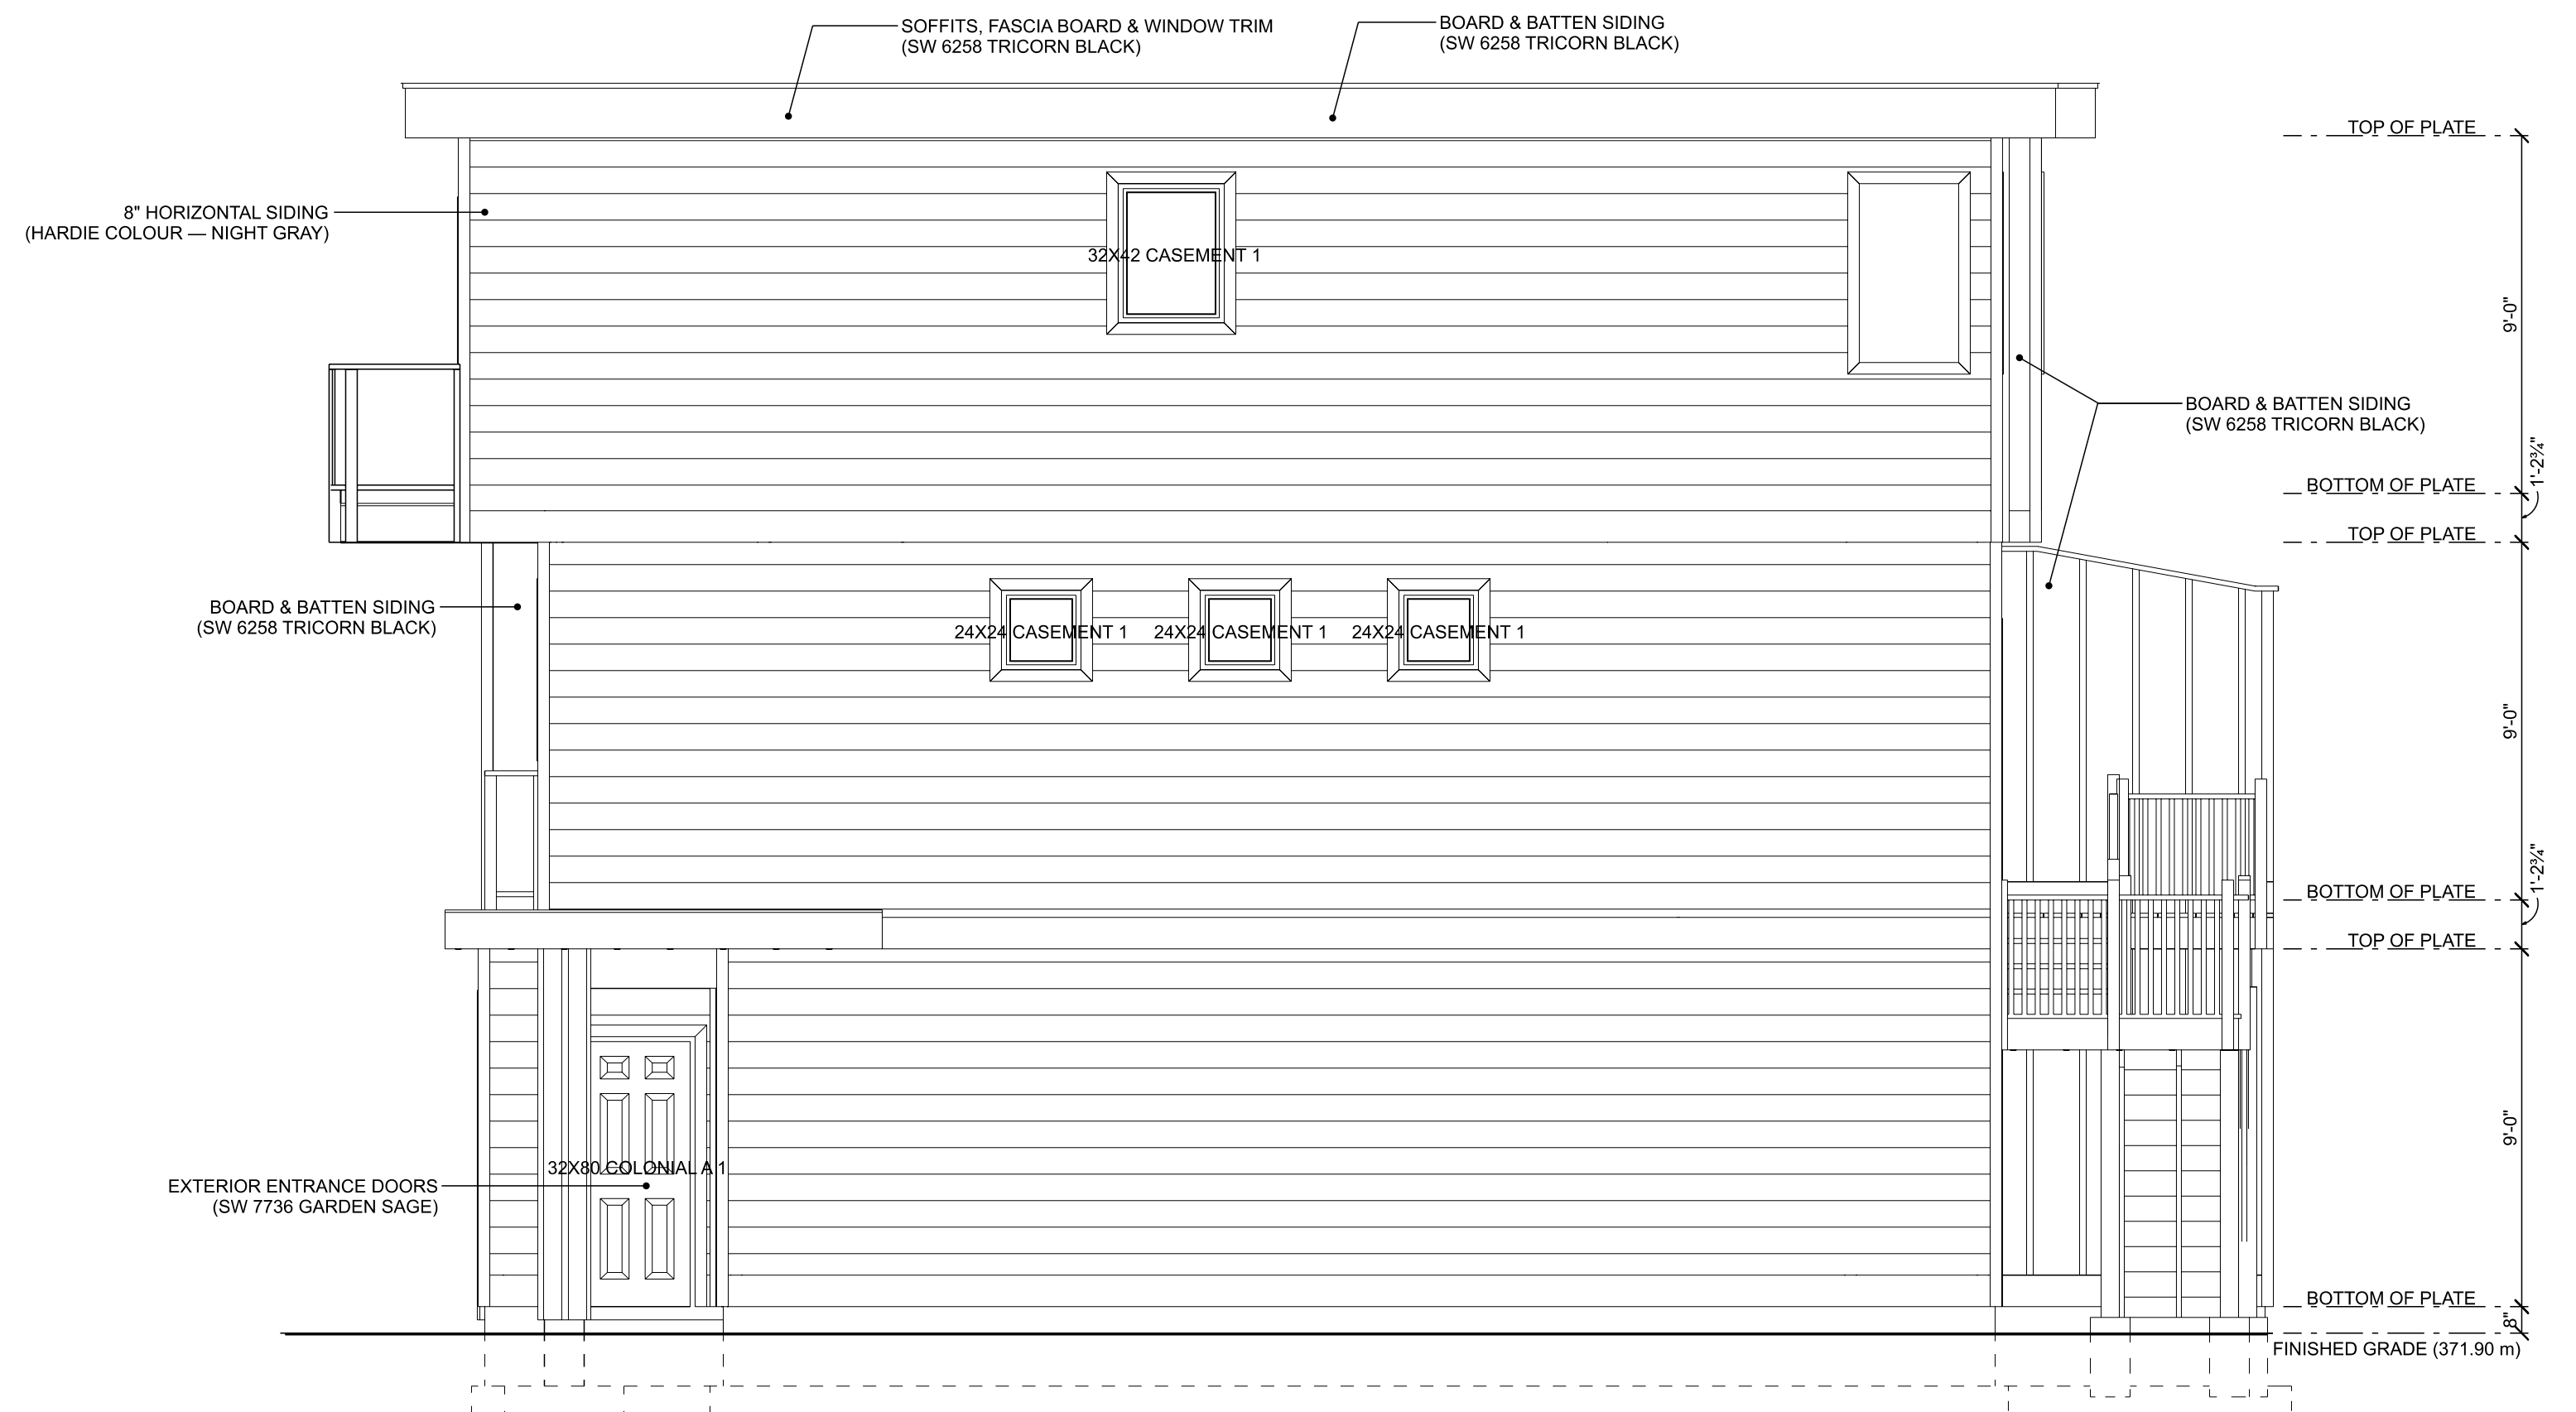 SOFFITS, FASCIA BOARD & WINDOW TRIM
(SW 6258 TRICORN BLACK)
BOARD & BATTEN SIDING
(SW 6258 TRICORN BLACK)
TOP OF PLATE
8" HORIZONTAL SIDING
(HARDIE COLOUR — NIGHT GRAY)
32X42 CASEMENT 1
9'-0"
BOARD & BATTEN SIDING
(SW 6258 TRICORN BLACK)
1'-2¾"
BOTTOM OF PLATE
TOP OF PLATE
BOARD & BATTEN SIDING
(SW 6258 TRICORN BLACK)
24X24 CASEMENT 1
24X24 CASEMENT 1
24X24 CASEMENT 1
9'-0"
1'-2¾"
BOTTOM OF PLATE
TOP OF PLATE
9'-0"
32X80 COLONIAL A 1
EXTERIOR ENTRANCE DOORS
(SW 7736 GARDEN SAGE)
BOTTOM OF PLATE
8"
FINISHED GRADE (371.90 m)